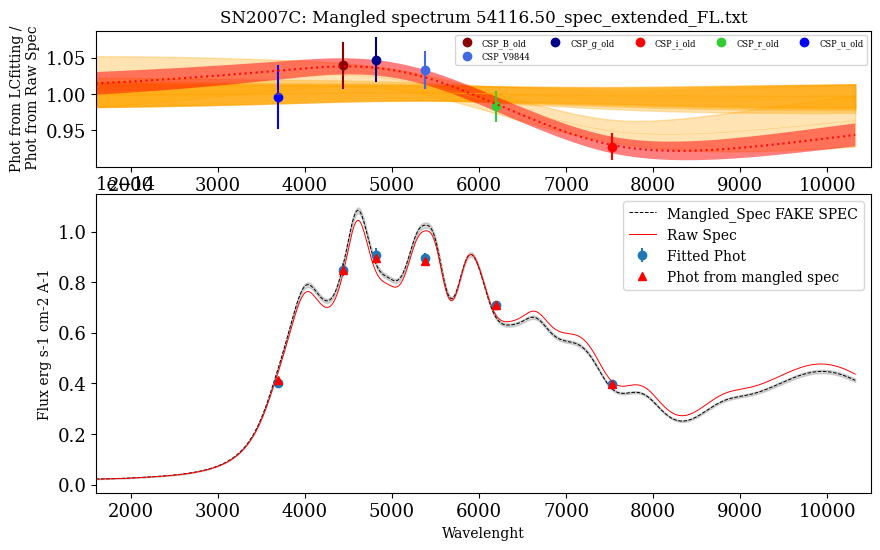 SN2007C: Mangled spectrum 54116.50_spec_extended_FL.txt
Phot from LCfitting /
Phot from Raw Spec
1.05
1.00
0.95
CSP_B_old
CSP_g_old
CSP_i_old
CSP_r_old
CSP_u_old
CSP_V9844
2000 3000 4000 5000 6000 7000 8000 9000 10000
1e−14
Flux erg s-1 cm-2 A-1
1.0
0.8
0.6
0.4
0.2
0.0
Mangled_Spec FAKE SPEC
Raw Spec
Fitted Phot
Phot from mangled spec
2000 3000 4000 5000 6000 7000 8000 9000 10000
Wavelenght